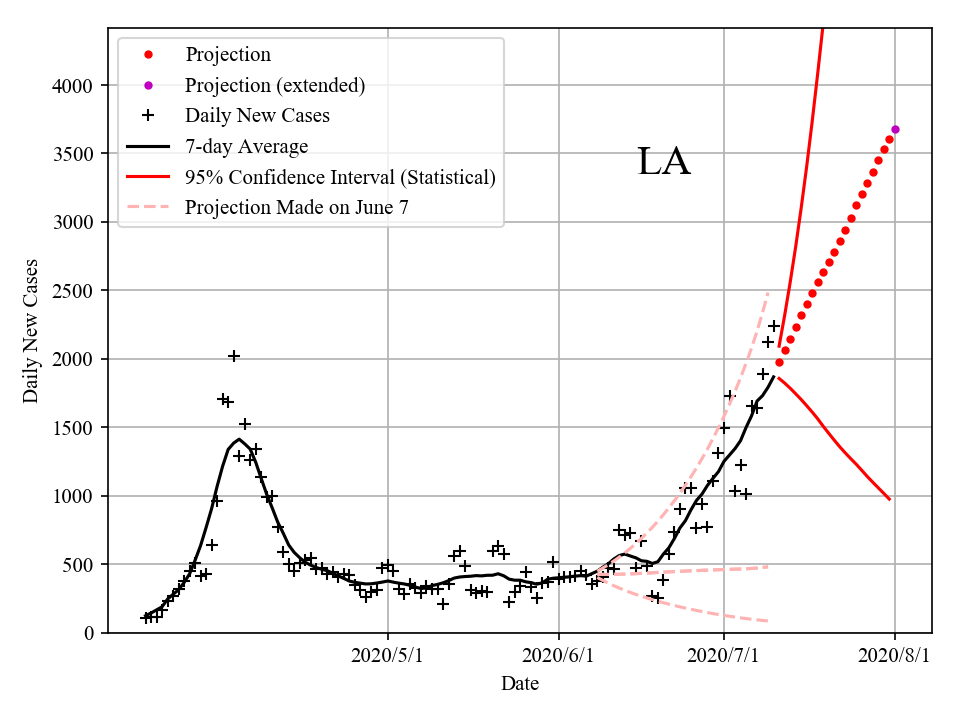 Projection
Projection (extended)
Daily New Cases
7-day Average
95% Confidence Interval (Statistical)
Projection Made on June 7
LA
4000
3500
3000
2500
2000
1500
1000
500
0
Daily New Cases
2020/5/1 2020/6/1 2020/7/1 2020/8/1
Date